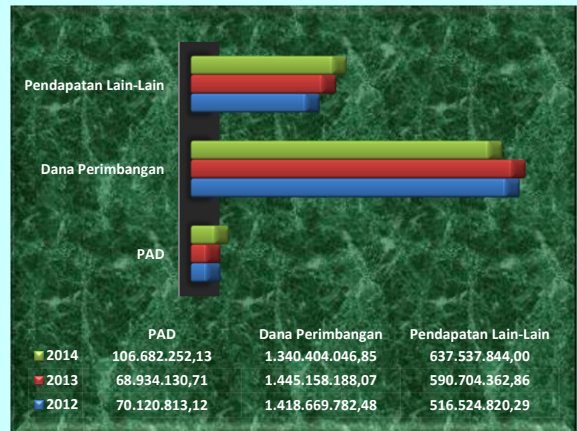 Pendapatan Lain-Lain
Dana Perimbangan
PAD
PAD Dana Perimbangan Pendapatan Lain-Lain
2014 106.682.252,13 1.340.404.046,85 637.537.844,00
2013 68.934.130,71 1.445.158.188,07 590.704.362,86
2012 70.120.813,12 1.418.669.782,48 516.524.820,29